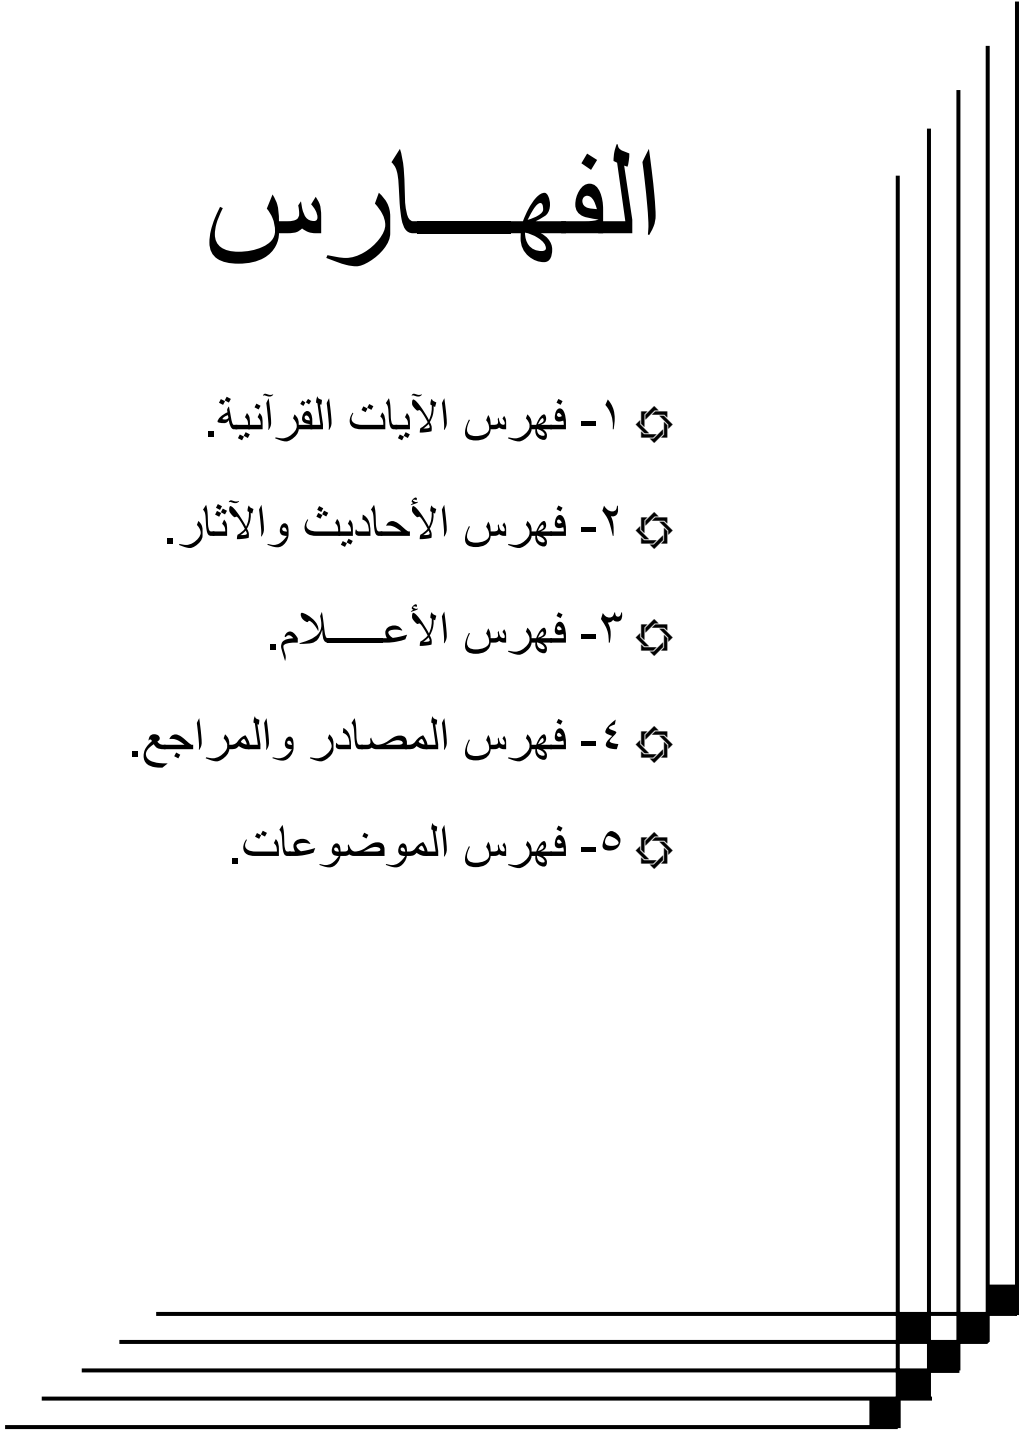 الفهـــارس
١- فهرس الآيات القرآنية.
٢- فهرس الأحاديث والآثار.
٣- فهرس الأعـــلام.
٤- فهرس المصادر والمراجع.
٥- فهرس الموضوعات.